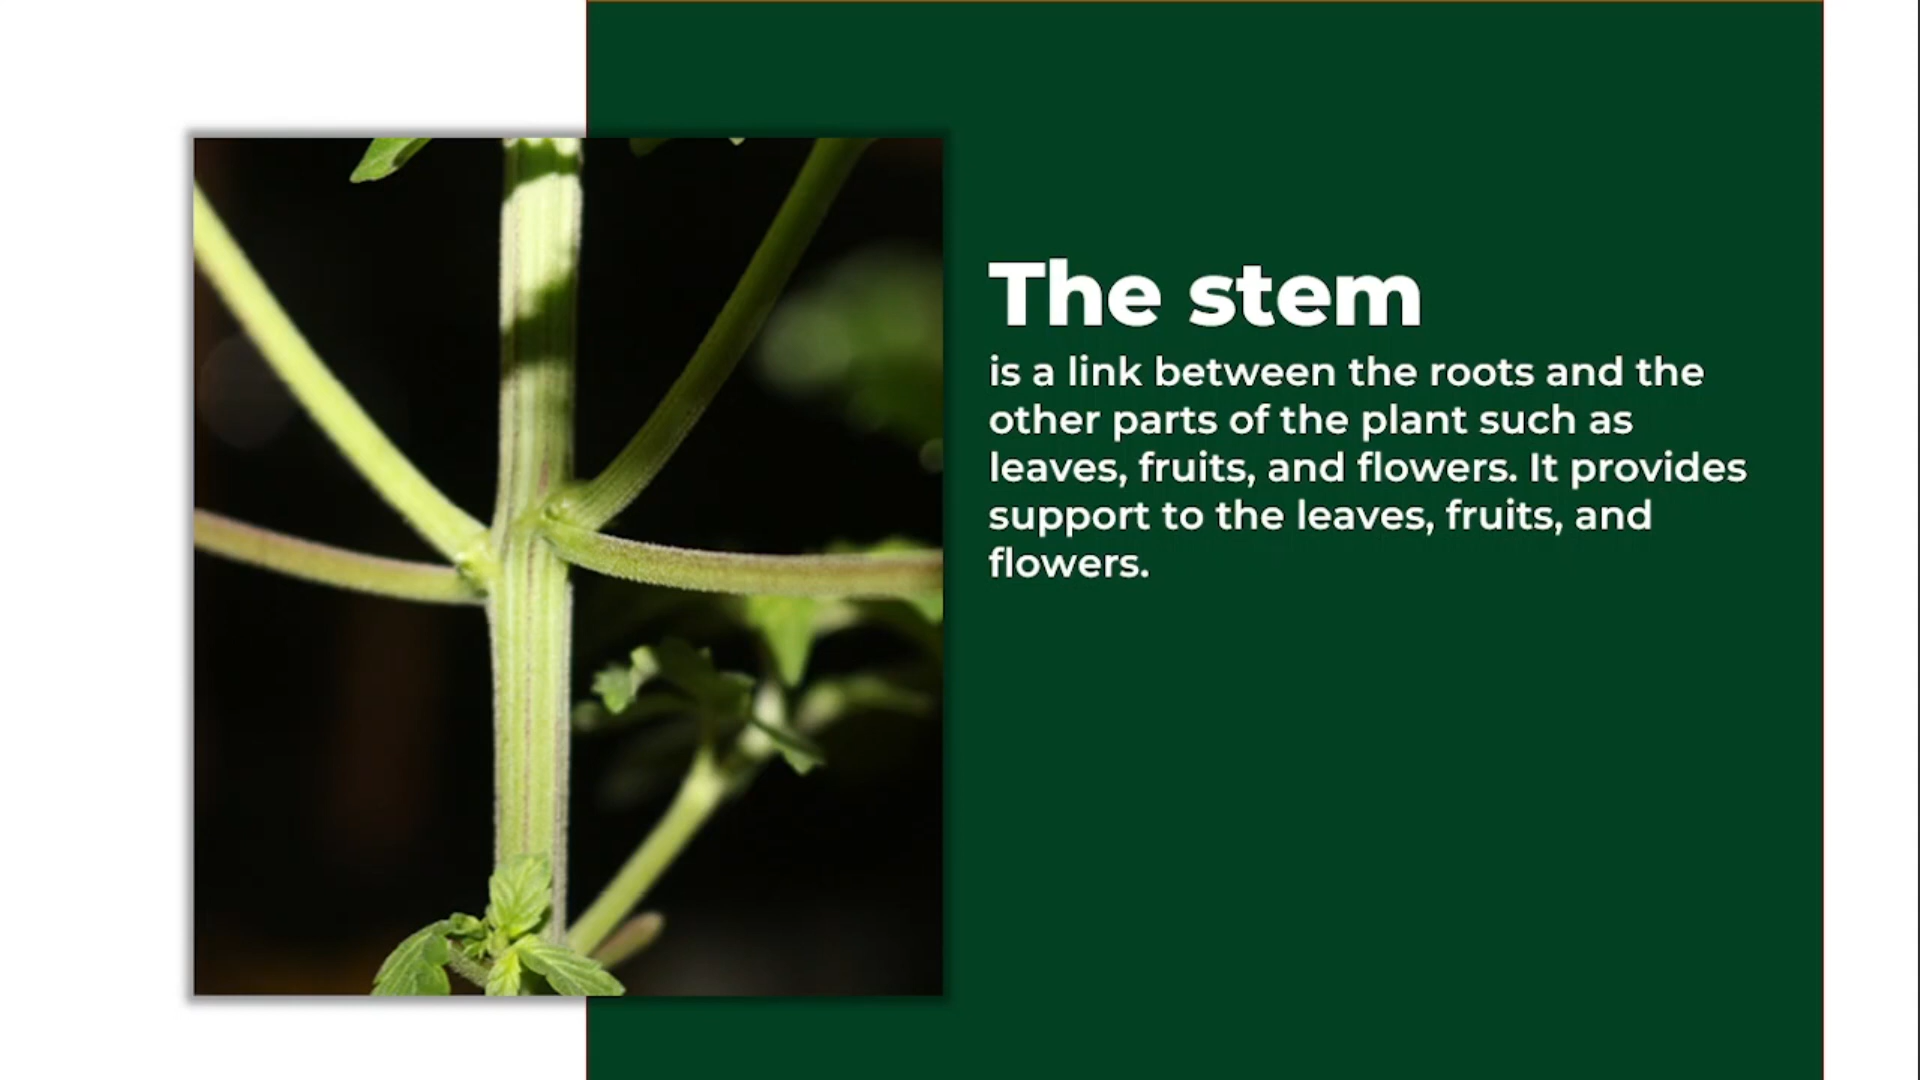 The stem
is a link between the roots and the
other parts of the plant such as
leaves, fruits, and flowers. It provides
support to the leaves, fruits, and
flowers.